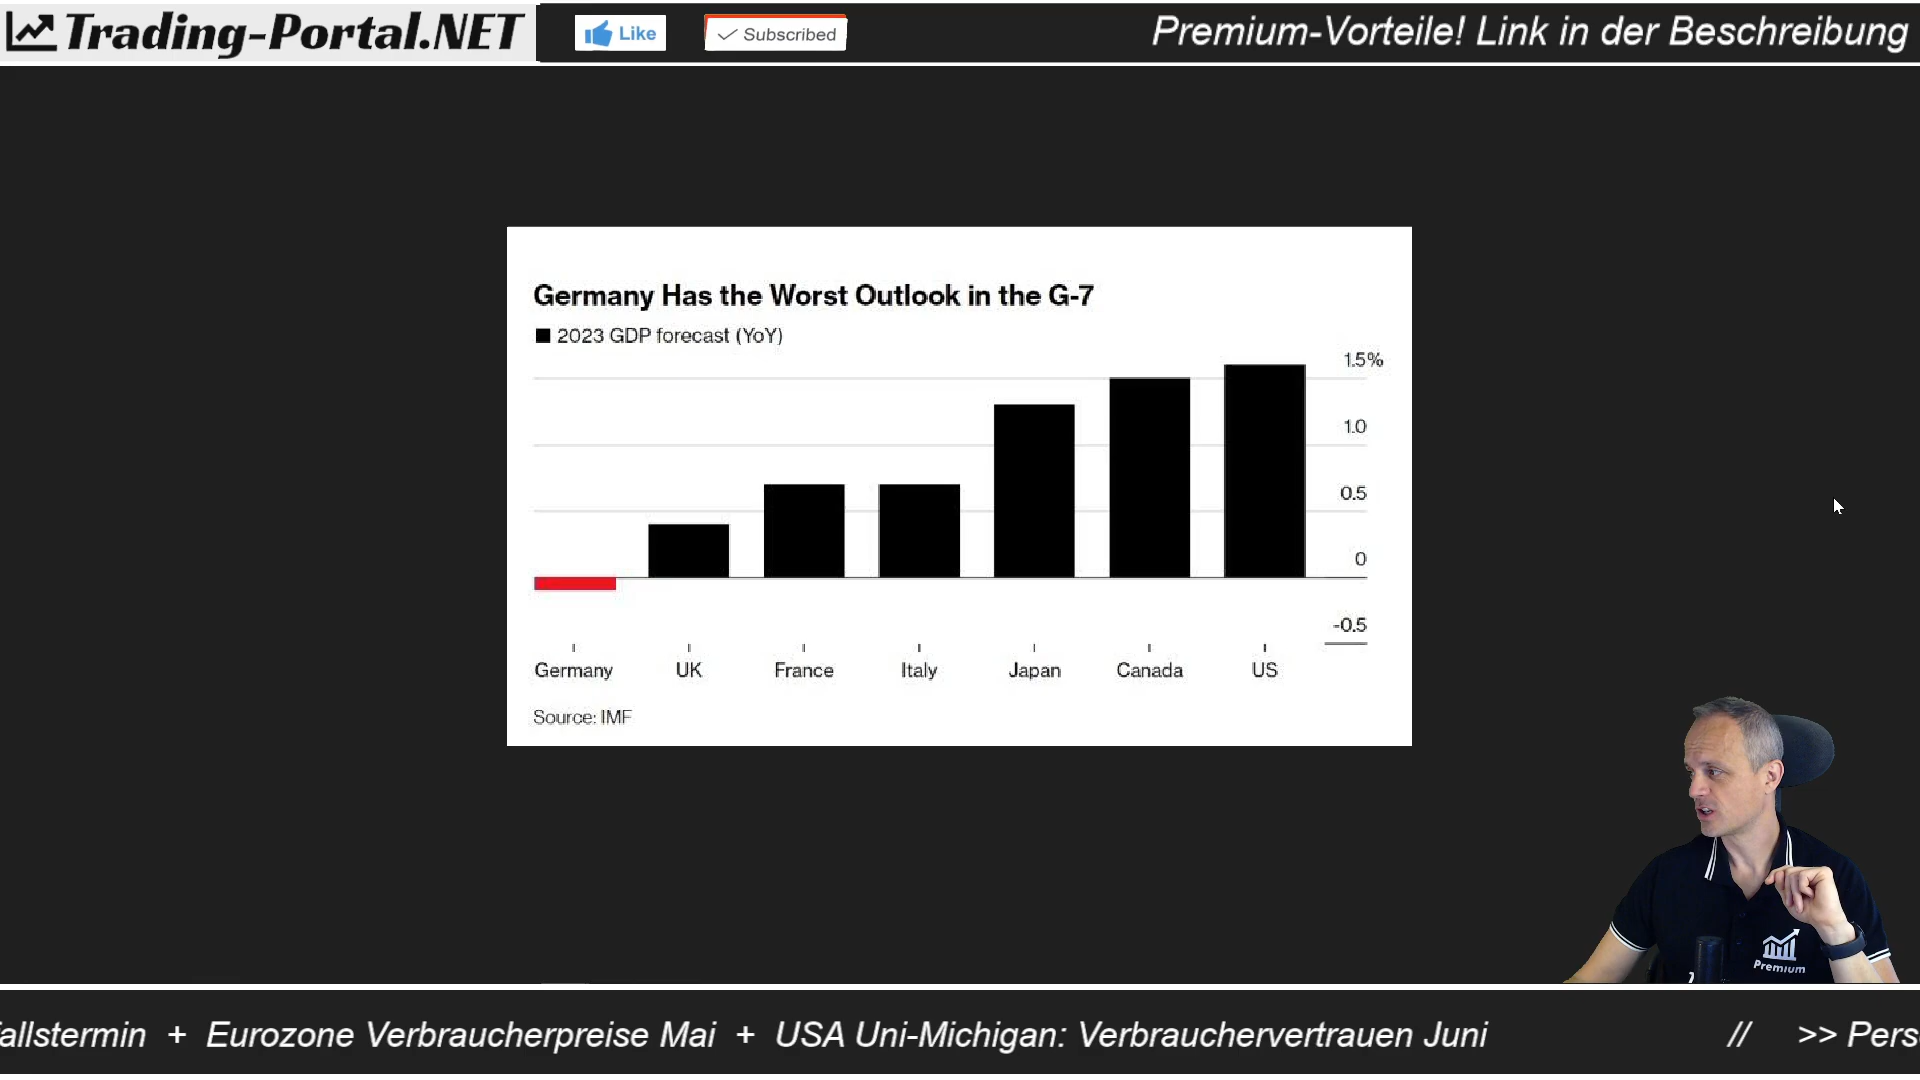 Trading-Portal.NET
Like
Subscribed
Premium-Vorteile! Link in der Beschreibung
Germany Has the Worst Outlook in the G-7
2023 GDP forecast (YoY)
1.5%
1.0
0.5
0
-0.5
Germany UK France Italy Japan Canada US
Source: IMF
Premium
allstermin + Eurozone Verbraucherpreise Mai + USA Uni-Michigan: Verbrauchervertrauen Juni // >> Pers